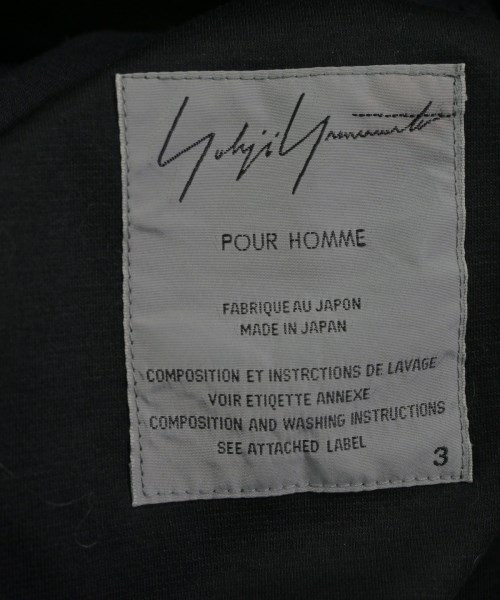 Yohji Yamamoto
POUR HOMME
FABRIQUE AU JAPON
MADE IN JAPAN
COMPOSITION ET INSTRCTIONS DE LAVAGE
VOIR ETIQETTE ANNEXE
COMPOSITION AND WASHING INSTRUCTIONS
SEE ATTACHED LABEL
3